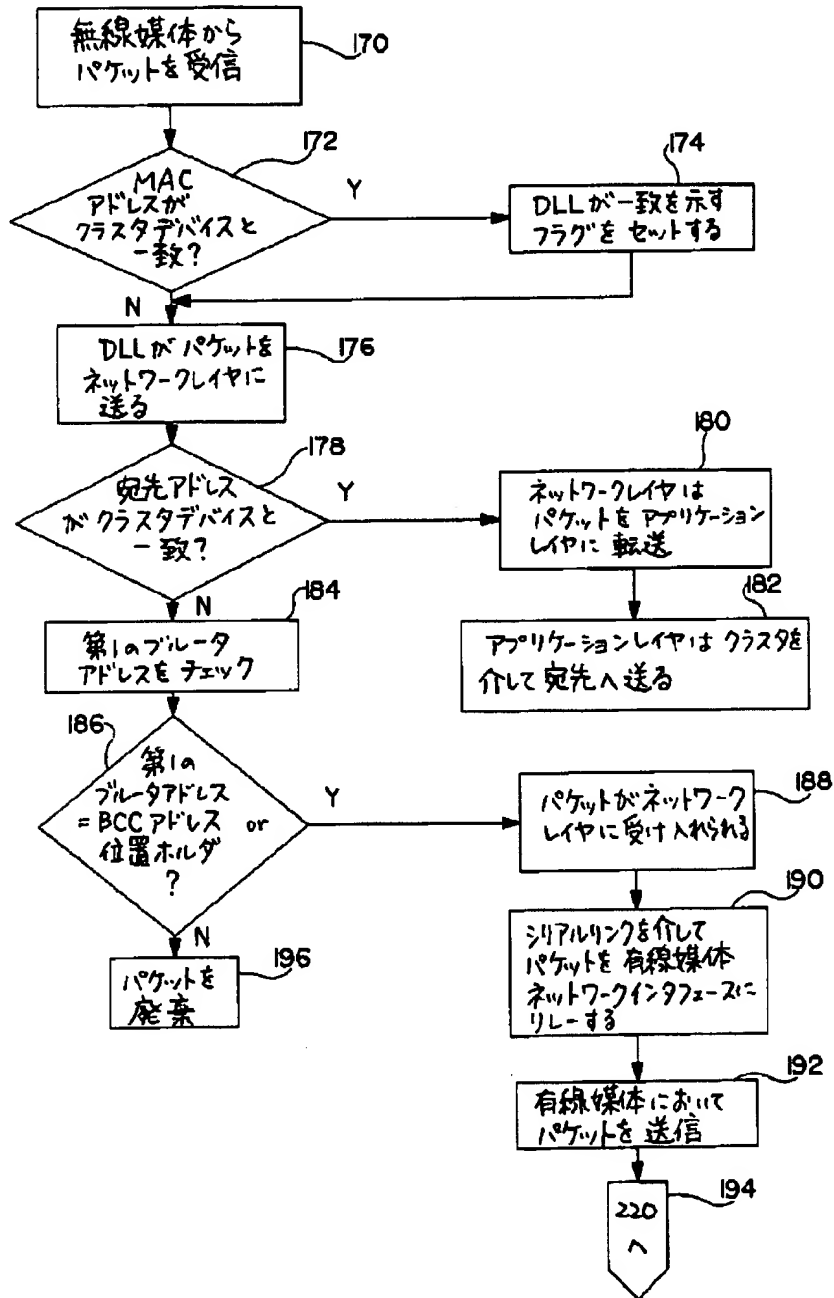 無線媒体から
パケットを受信
170
172
MAC
アドレスが
クラスタデバイスと
一致?
Y
174
DLLが一致を示す
フラグをセットする
N
DLLがパケットを
ネットワークレイヤに
送る
176
178
宛先アドレス
がクラスタデバイスと
一致?
Y
180
ネットワークレイヤは
パケットをアプリケーション
レイヤに転送
182
アプリケーションレイヤはクラスタを
介して宛先へ送る
N
184
第1のブルータ
アドレスをチェック
186
第1の
ブルータアドレス
=BCCアドレス or
位置ホルダ
?
Y
パケットがネットワーク
レイヤに受け入れられる
188
190
シリアルリンクを介して
パケットを有線媒体
ネットワークインタフェースに
リレーする
N
パケットを
廃棄
196
192
有線媒体において
パケットを送信
194
220
へ